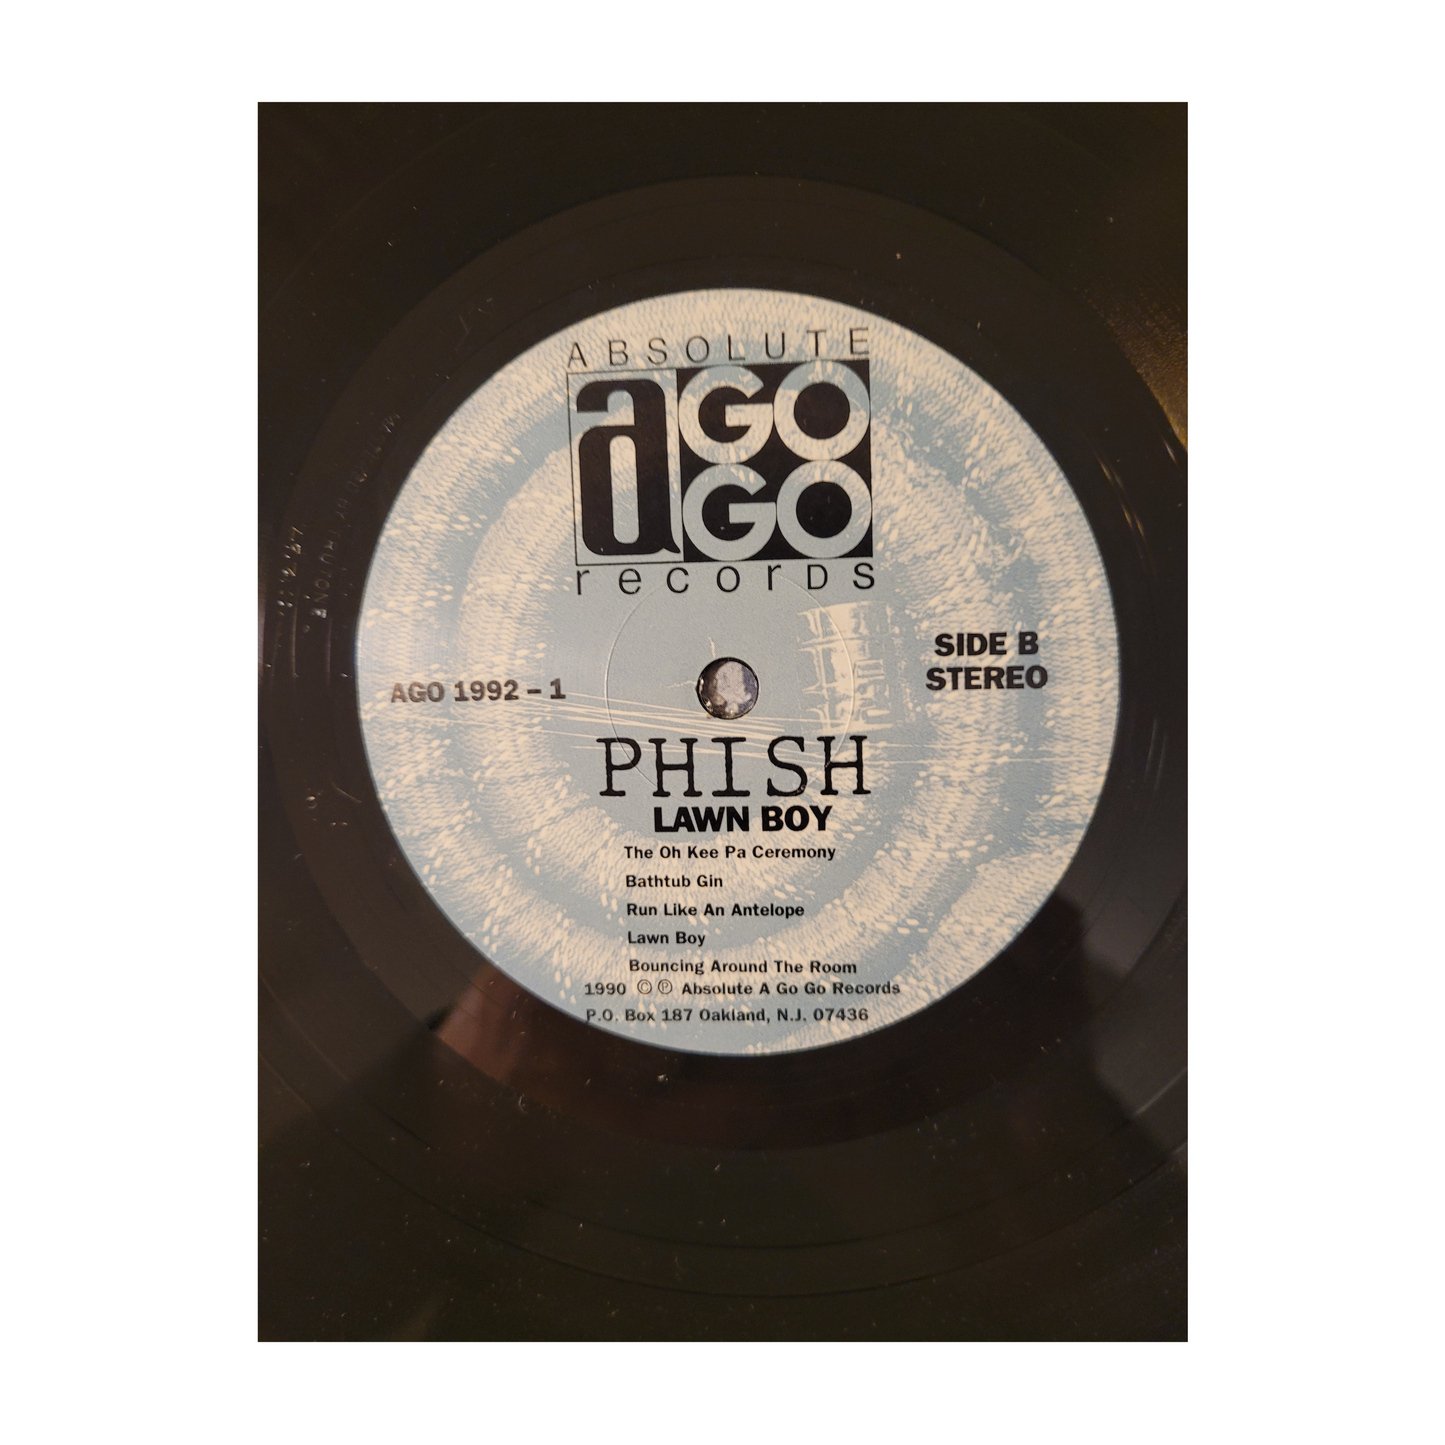 ABSOLUTE
a GO
GO
records
SIDE B
STEREO
AGO 1992 – 1
PHISH
LAWN BOY
The Oh Kee Pa Ceremony
Bathtub Gin
Run Like An Antelope
Lawn Boy
Bouncing Around The Room
1990 © ℗ Absolute A Go Go Records
P.O. Box 187 Oakland, N.J. 07436